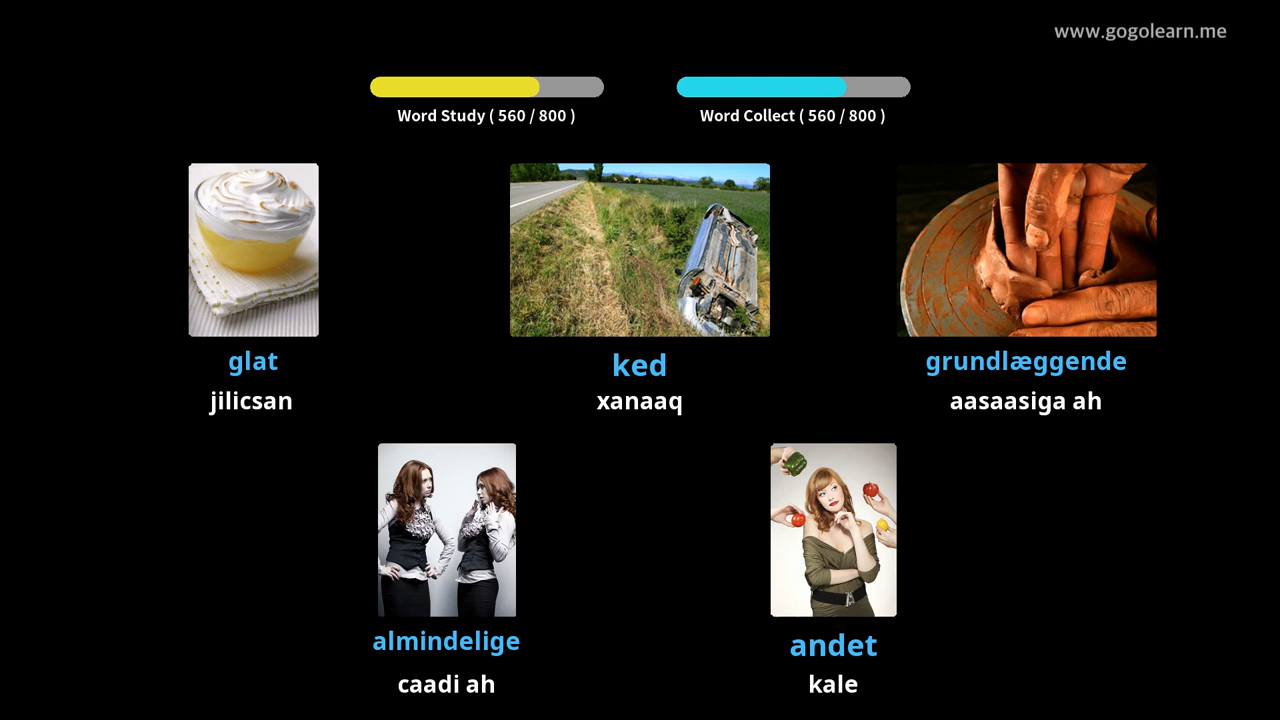 www.gogolearn.me
Word Study ( 560 / 800 )
Word Collect ( 560 / 800 )
glat
jilicsan
ked
xanaaq
grundlæggende
aasaasiga ah
almindelige
caadi ah
andet
kale